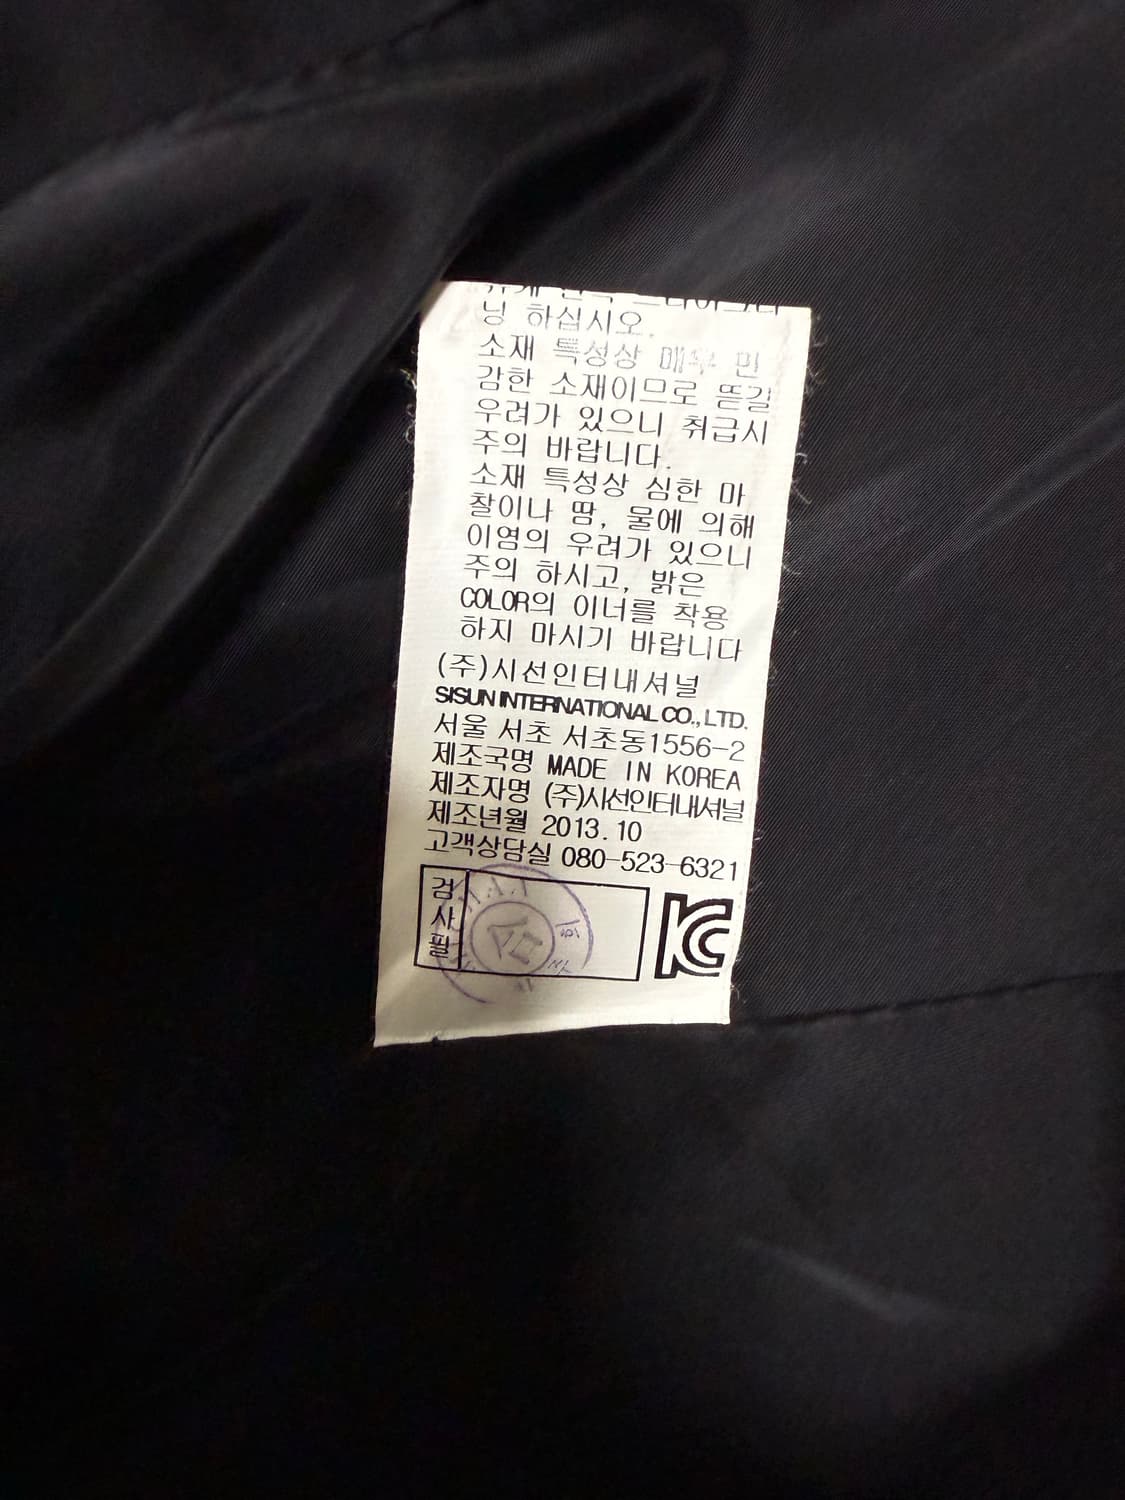 닝 하십시오.
소재 특성상 매우 민
감한 소재이므로 뜯길
우려가 있으니 취급시
주의 바랍니다.
소재 특성상 심한 마
찰이나 땀, 물에 의해
이염의 우려가 있으니
주의 하시고, 밝은
COLOR의 이너를 착용
하지 마시기 바랍니다
(주)시선인터내셔널
SISUN INTERNATIONAL CO., LTD.
서울 서초 서초동1556-2
제조국명 MADE IN KOREA
제조자명 (주)시선인터내셔널
제조년월 2013.10
고객상담실 080-523-6321
검사필
KC